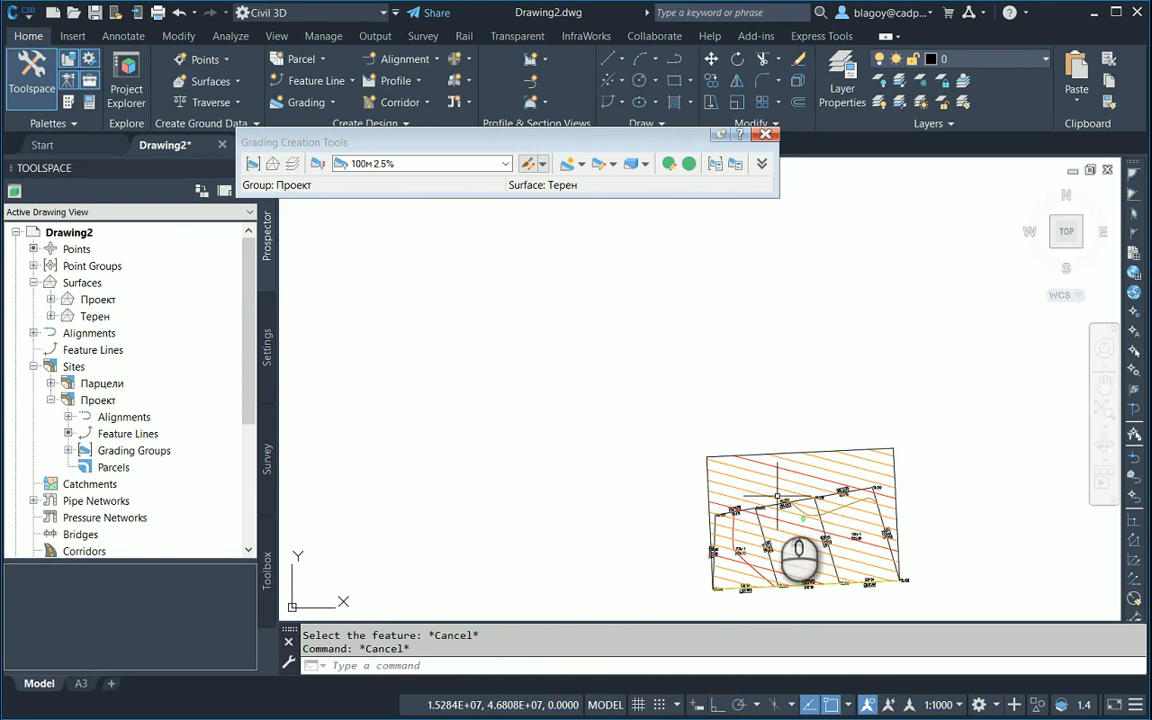 C3D
Civil 3D
Share
Drawing2.dwg
Type a keyword or phrase
blagoy@cadp...
Home Insert Annotate Modify Analyze View Manage Output Survey Rail Transparent InfraWorks Collaborate Help Add-ins Express Tools
Toolspace
Project
Explorer
Points
Surfaces
Traverse
Parcel
Feature Line
Grading
Alignment
Profile
Corridor
Layer
Properties
0
Paste
Palettes Explore Create Ground Data Create Design Profile & Section Views Draw Modify Layers Clipboard
Start Drawing2*
Grading Creation Tools
100м 2.5%
Group: Проект Surface: Терен
TOOLSPACE
Active Drawing View
Drawing2
Points
Point Groups
Surfaces
Проект
Терен
Alignments
Feature Lines
Sites
Парцели
Проект
Alignments
Feature Lines
Grading Groups
Parcels
Catchments
Pipe Networks
Pressure Networks
Bridges
Corridors
Prospector
Settings
Survey
Toolbox
N
W TOP E
S
WCS
Y
X
Select the feature: *Cancel*
Command: *Cancel*
Type a command
Model A3
1.5284E+07, 4.6808E+07, 0.0000 MODEL 1:1000 1.4